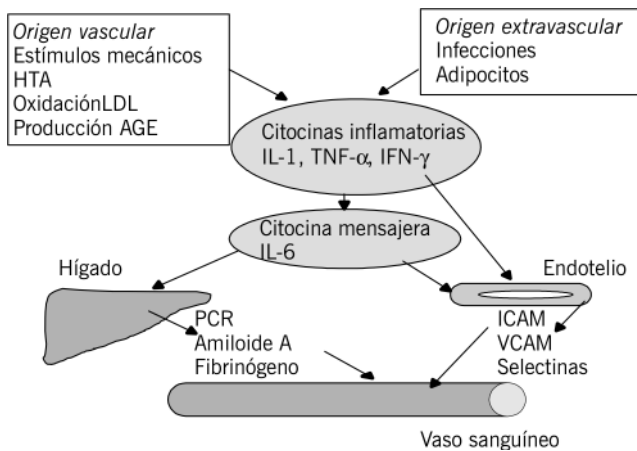 Origen vascular
Estímulos mecánicos
HTA
OxidaciónLDL
Producción AGE
Origen extravascular
Infecciones
Adipocitos
Citocinas inflamatorias
IL-1, TNF-α, IFN-γ
Citocina mensajera
IL-6
Hígado
Endotelio
PCR
Amiloide A
Fibrinógeno
ICAM
VCAM
Selectinas
Vaso sanguíneo